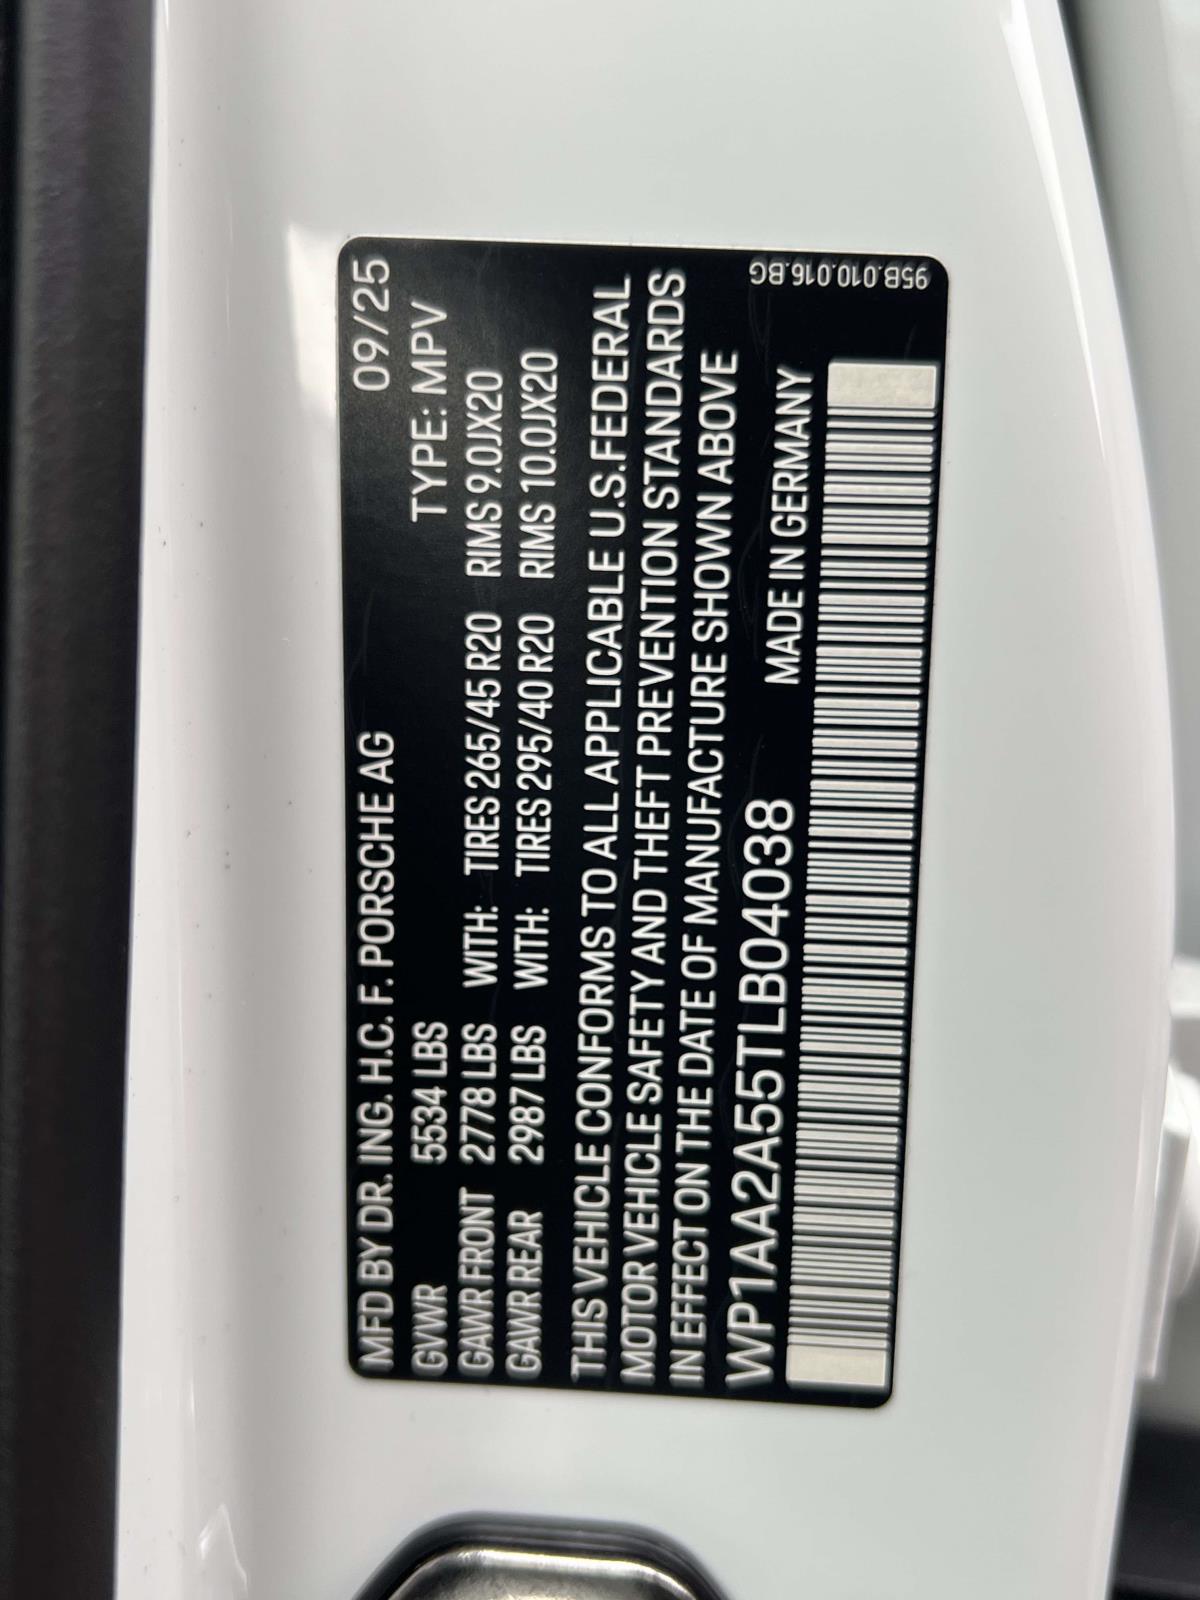 MFD BY DR. ING. H.C. F. PORSCHE AG 09/25
GVWR 5534 LBS TYPE: MPV
GAWR FRONT 2778 LBS WITH: TIRES 265/45 R20 RIMS 9.0JX20
GAWR REAR 2987 LBS WITH: TIRES 295/40 R20 RIMS 10.0JX20
THIS VEHICLE CONFORMS TO ALL APPLICABLE U.S.FEDERAL
MOTOR VEHICLE SAFETY AND THEFT PREVENTION STANDARDS
IN EFFECT ON THE DATE OF MANUFACTURE SHOWN ABOVE
WP1AA2A55TLB04038 MADE IN GERMANY
95B.010.016.BG